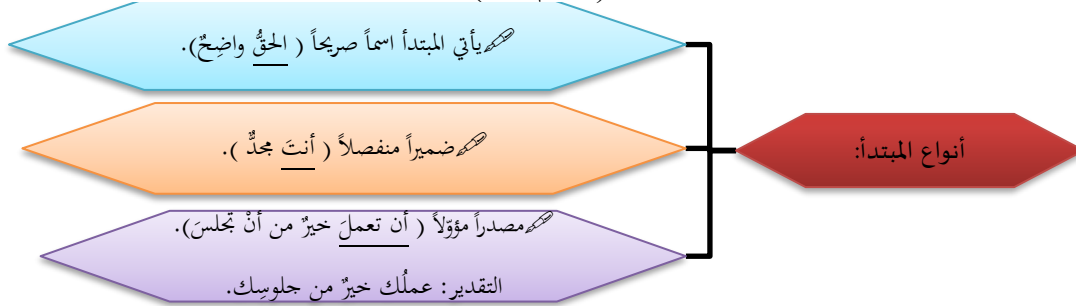 أنواع المبتدأ:
يأتي المبتدأ اسماً صريحاً ( الحقُّ واضِحٌ).
ضميراً منفصلاً ( أنتَ مجدٌّ ).
مصدراً مؤوّلاً ( أن تعملَ خيرٌ من أنْ تجلسَ).
التقدير: عملُك خيرٌ من جلوسِك.